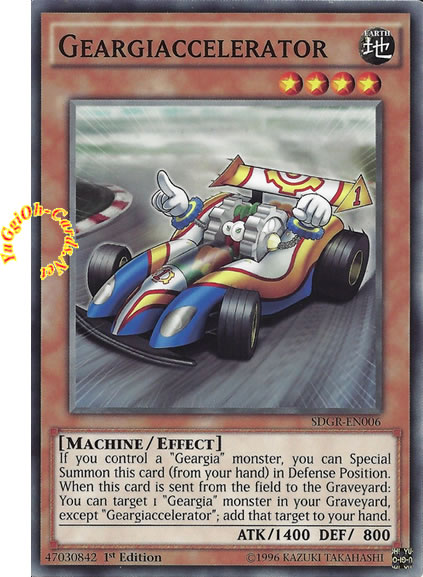 GEARGIACCELERATOR
EARTH
地
YuGgiOh-Cards.Net
1
SDGR-EN006
[MACHINE/EFFECT]
If you control a "Geargia" monster, you can Special
Summon this card (from your hand) in Defense Position.
When this card is sent from the field to the Graveyard:
You can target 1 "Geargia" monster in your Graveyard,
except "Geargiaccelerator"; add that target to your hand.
ATK/1400 DEF/ 800
47030842 1st Edition
©1996 KAZUKI TAKAHASHI